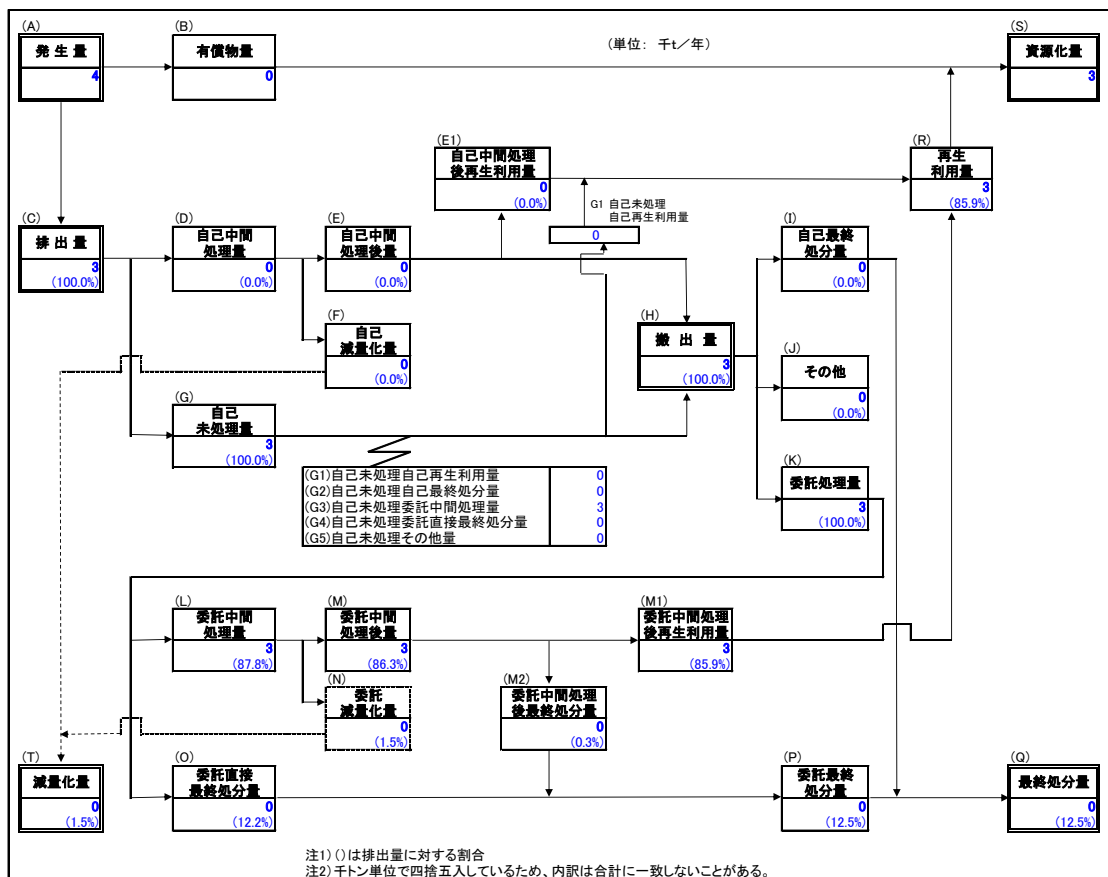 (A)
発 生 量
4
(B)
有償物量
0
(単位： 千t／年)
(S)
資源化量
3
(E1)
自己中間処理
後再生利用量
0
(0.0%)
G1 自己未処理
自己再生利用量
0
(R)
再生
利用量
3
(85.9%)
(C)
排 出 量
3
(100.0%)
(D)
自己中間
処理量
0
(0.0%)
(E)
自己中間
処理後量
0
(0.0%)
(I)
自己最終
処分量
0
(0.0%)
(F)
自己
減量化量
0
(0.0%)
(H)
搬 出 量
3
(100.0%)
(J)
その他
0
(0.0%)
(G)
自己
未処理量
3
(100.0%)
(G1)自己未処理自己再生利用量 0
(G2)自己未処理自己最終処分量 0
(G3)自己未処理委託中間処理量 3
(G4)自己未処理委託直接最終処分量 0
(G5)自己未処理その他量 0
(K)
委託処理量
3
(100.0%)
(L)
委託中間
処理量
3
(87.8%)
(M)
委託中間
処理後量
3
(86.3%)
(M1)
委託中間処理
後再生利用量
3
(85.9%)
(N)
委託
減量化量
0
(1.5%)
(M2)
委託中間処理
後最終処分量
0
(0.3%)
(T)
減量化量
0
(1.5%)
(O)
委託直接
最終処分量
0
(12.2%)
(P)
委託最終
処分量
0
(12.5%)
(Q)
最終処分量
0
(12.5%)
注1)()は排出量に対する割合
注2)千トン単位で四捨五入しているため、内訳は合計に一致しないことがある。